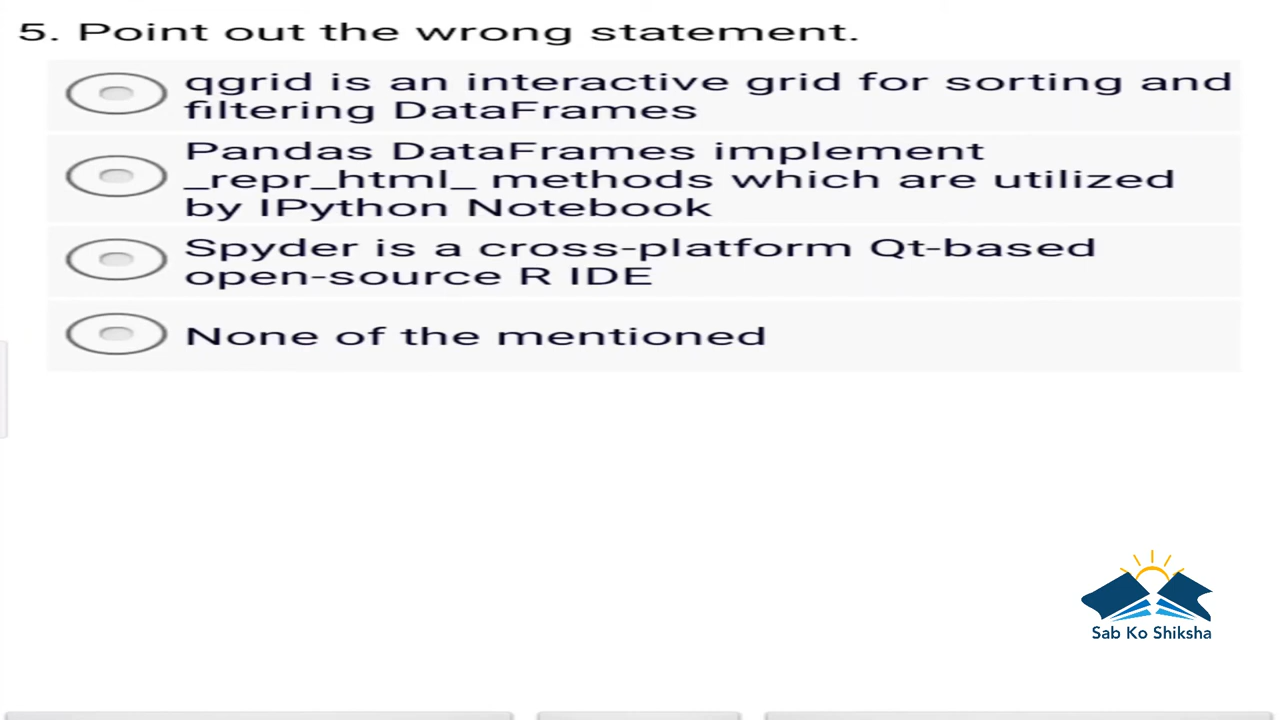 5. Point out the wrong statement.
qgrid is an interactive grid for sorting and
filtering DataFrames
Pandas DataFrames implement
_repr_html_ methods which are utilized
by IPython Notebook
Spyder is a cross-platform Qt-based
open-source R IDE
None of the mentioned
Sab Ko Shiksha